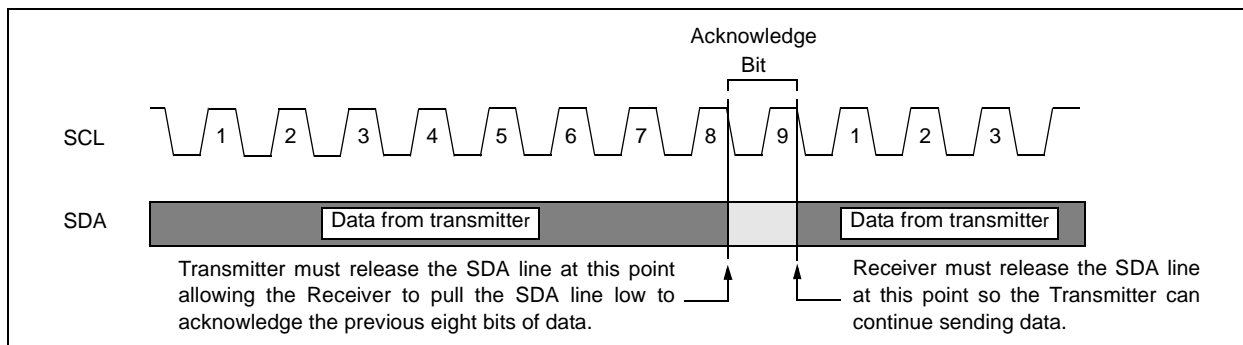 Acknowledge
Bit
SCL
1 2 3 4 5 6 7 8 9 1 2 3
SDA
Data from transmitter
Data from transmitter
Transmitter must release the SDA line at this point
allowing the Receiver to pull the SDA line low to
acknowledge the previous eight bits of data.
Receiver must release the SDA line
at this point so the Transmitter can
continue sending data.